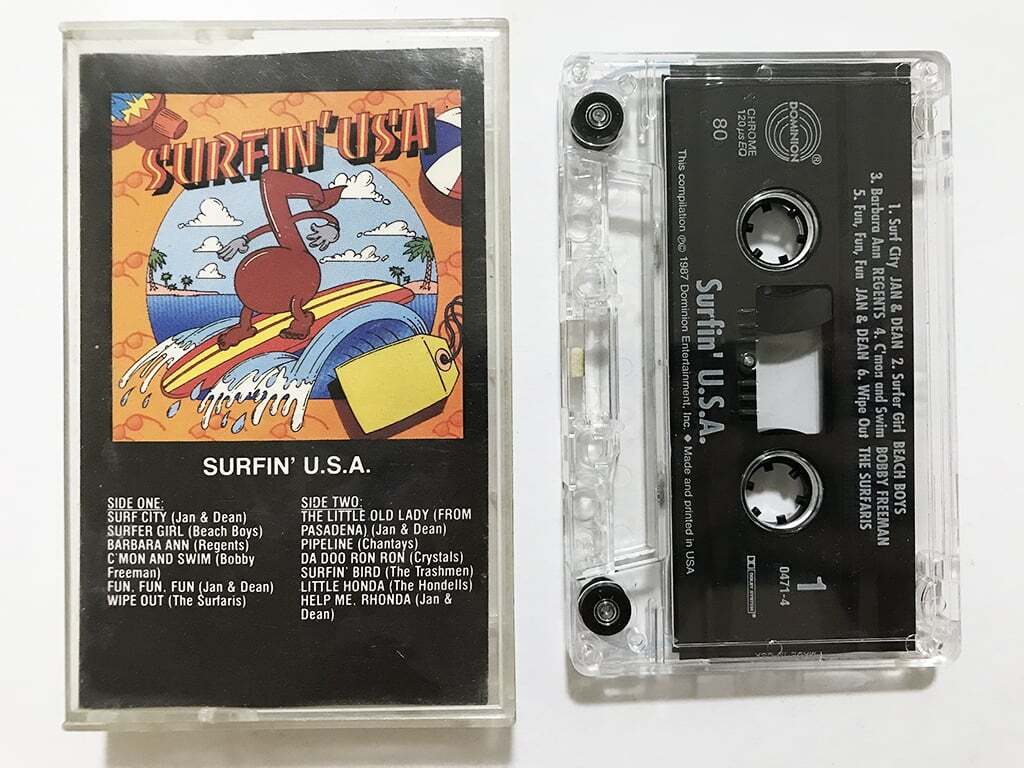 SURFIN' USA
SURFIN' U.S.A.
SIDE ONE:
SURF CITY (Jan & Dean)
SURFER GIRL (Beach Boys)
BARBARA ANN (Regents)
C'MON AND SWIM (Bobby
Freeman)
FUN, FUN, FUN (Jan & Dean)
WIPE OUT (The Surfaris)
SIDE TWO:
THE LITTLE OLD LADY (FROM
PASADENA) (Jan & Dean)
PIPELINE (Chantays)
DA DOO RON RON (Crystals)
SURFIN' BIRD (The Trashmen)
LITTLE HONDA (The Hondells)
HELP ME, RHONDA (Jan &
Dean)
DOMINION®
CHROME
120 µs EQ
80
1. Surf City JAN & DEAN 2. Surfer Girl BEACH BOYS
3. Barbara Ann REGENTS 4. C'mon and Swim BOBBY FREEMAN
5. Fun, Fun, Fun JAN & DEAN 6. Wipe Out THE SURFARIS
Surfin' U.S.A.
This compilation ℗© 1987 Dominion Entertainment, Inc. ◆ Made and printed in USA
1
0471-4
DOLBY SYSTEM®